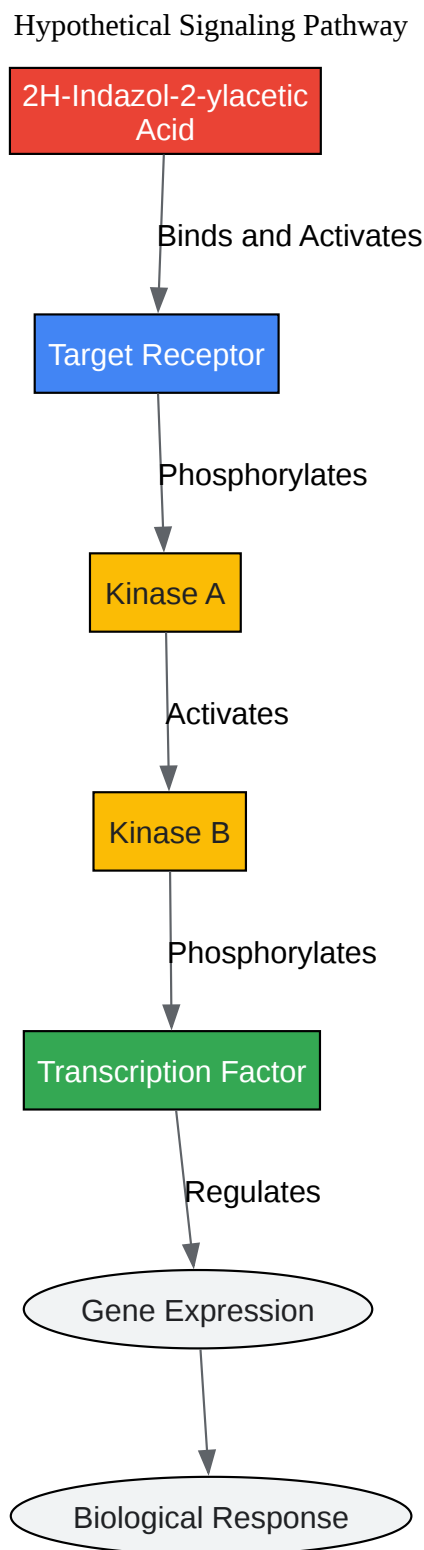 Hypothetical Signaling Pathway
2H-Indazol-2-ylacetic
Acid
Binds and Activates
Target Receptor
Phosphorylates
Kinase A
Activates
Kinase B
Phosphorylates
Transcription Factor
Regulates
Gene Expression
Biological Response